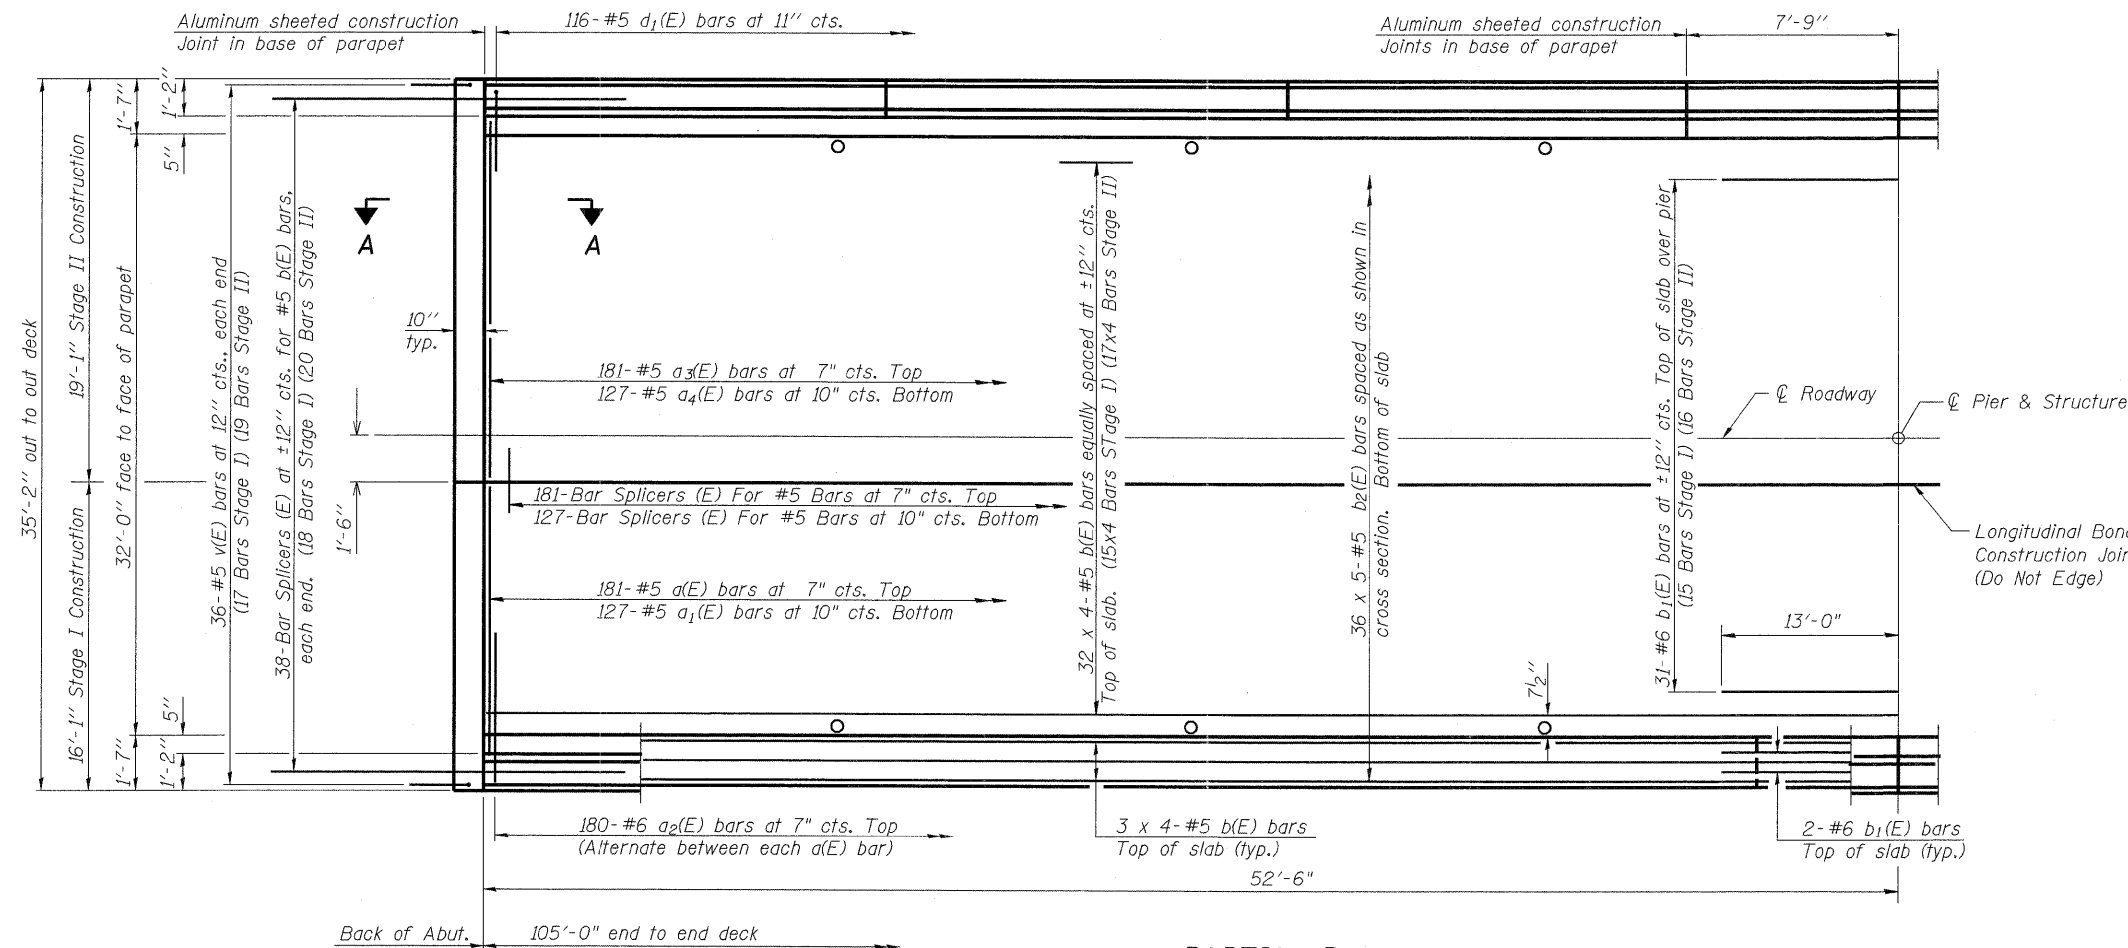 Aluminum sheeted construction
Joint in base of parapet
116-#5 d1(E) bars at 11" cts.
Aluminum sheeted construction
Joints in base of parapet
7'-9"
35'-2" out to out deck
19'-1" Stage II Construction
16'-1" Stage I Construction
1'-7"
1'-2"
5"
32'-0" face to face of parapet
5"
1'-7"
1'-2"
36-#5 v(E) bars at 12" cts., each end
(17 Bars Stage I) (19 Bars Stage II)
38-Bar Splicers (E) at ±12" cts. for #5 b(E) bars,
each end. (18 Bars Stage I) (20 Bars Stage II)
A
A
10"
typ.
1'-6"
181-#5 a3(E) bars at 7" cts. Top
127-#5 a4(E) bars at 10" cts. Bottom
181-Bar Splicers (E) For #5 Bars at 7" cts. Top
127-Bar Splicers (E) For #5 Bars at 10" cts. Bottom
181-#5 a(E) bars at 7" cts. Top
127-#5 a1(E) bars at 10" cts. Bottom
32 x 4-#5 b(E) bars equally spaced at ±12" cts.
Top of slab. (15x4 Bars STage I) (17x4 Bars Stage II)
36 x 5-#5 b2(E) bars spaced as shown in
cross section. Bottom of slab
31-#6 b1(E) bars at ±12" cts. Top of slab over pier
(15 Bars Stage I) (16 Bars Stage II)
℄ Roadway
℄ Pier & Structure
Longitudinal Bon
Construction Join
(Do Not Edge)
13'-0"
7½"
180-#6 a2(E) bars at 7" cts. Top
(Alternate between each a(E) bar)
3 x 4-#5 b(E) bars
Top of slab (typ.)
2-#6 b1(E) bars
Top of slab (typ.)
52'-6"
Back of Abut.
105'-0" end to end deck